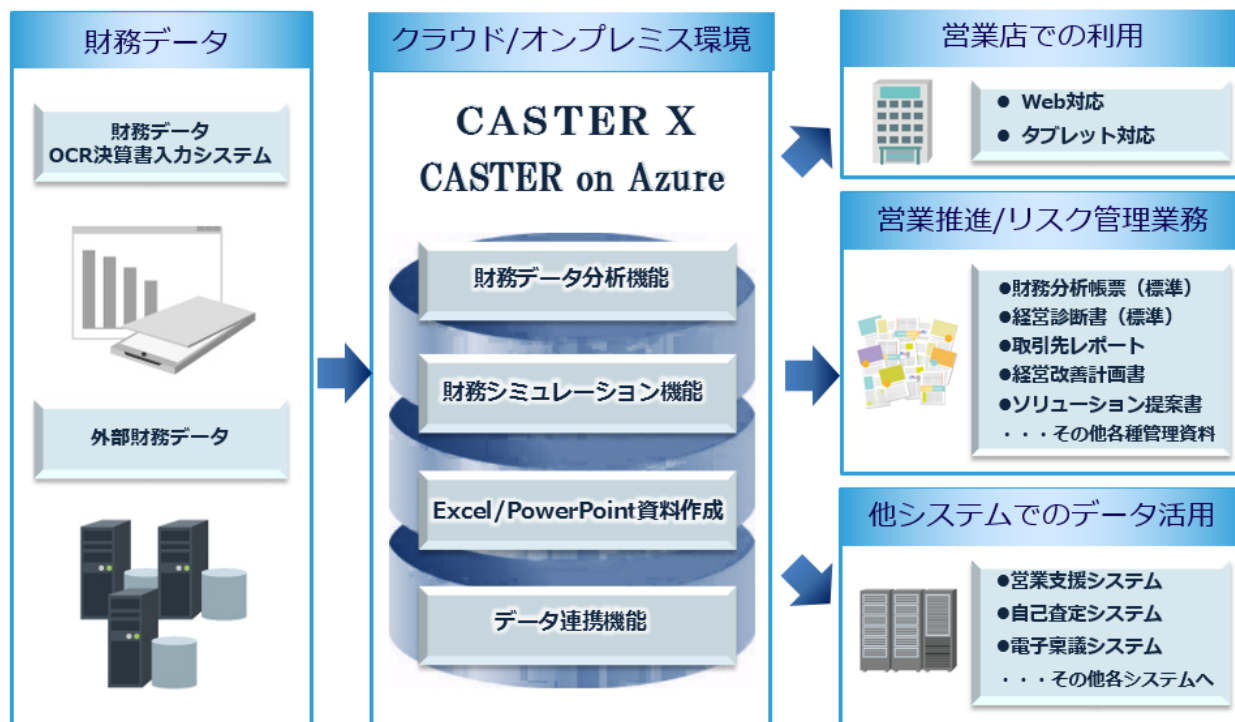 財務データ
財務データ
OCR決算書入力システム
外部財務データ
クラウド/オンプレミス環境
CASTER X
CASTER on Azure
財務データ分析機能
財務シミュレーション機能
Excel/PowerPoint資料作成
データ連携機能
営業店での利用
● Web対応
● タブレット対応
営業推進/リスク管理業務
●財務分析帳票（標準）
●経営診断書（標準）
●取引先レポート
●経営改善計画書
●ソリューション提案書
・・・その他各種管理資料
他システムでのデータ活用
●営業支援システム
●自己査定システム
●電子稟議システム
・・・その他各システムへ